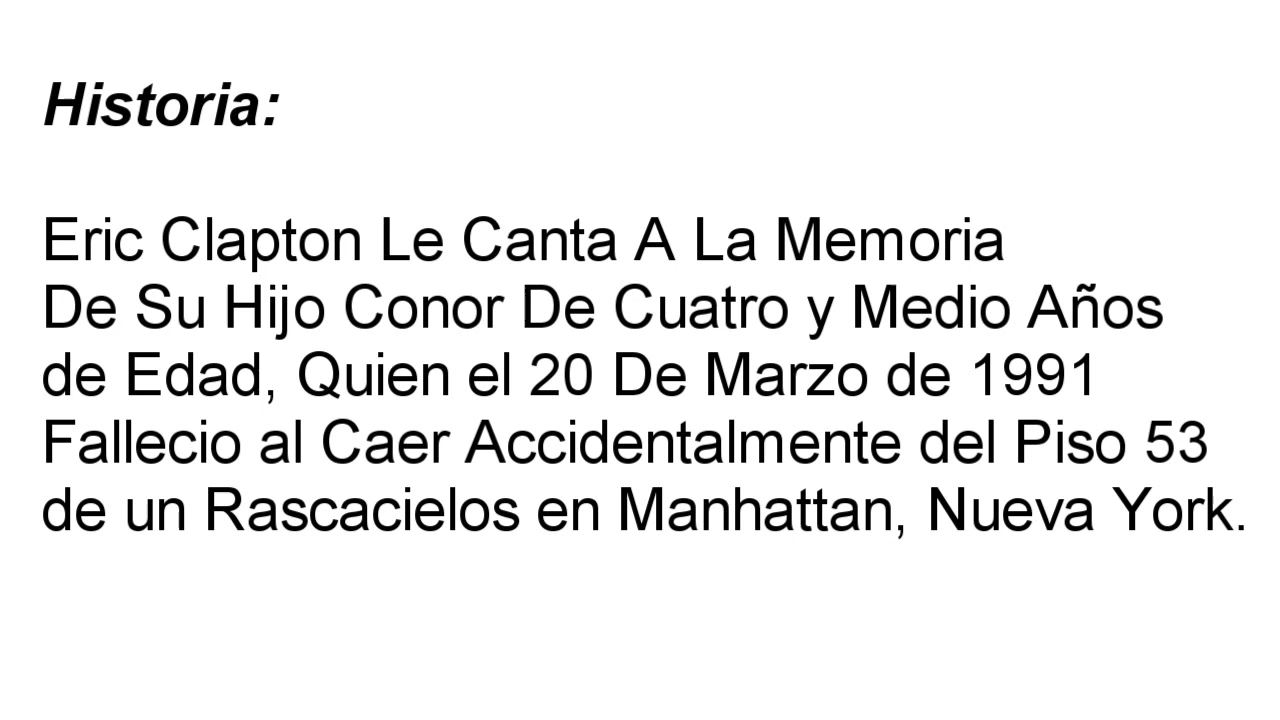 Historia:
Eric Clapton Le Canta A La Memoria
De Su Hijo Conor De Cuatro y Medio Años
de Edad, Quien el 20 De Marzo de 1991
Fallecio al Caer Accidentalmente del Piso 53
de un Rascacielos en Manhattan, Nueva York.